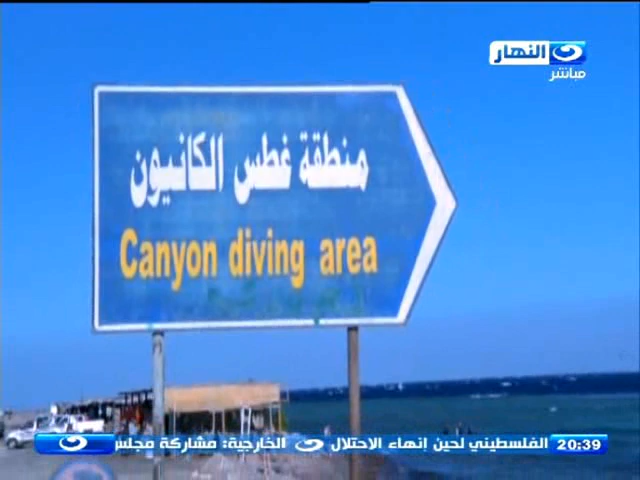 النهار
مباشر
منطقة غطس الكانيون
Canyon diving area
الفلسطيني لحين إنهاء الاحتلال الخارجية: مشاركة مجلس
20:39